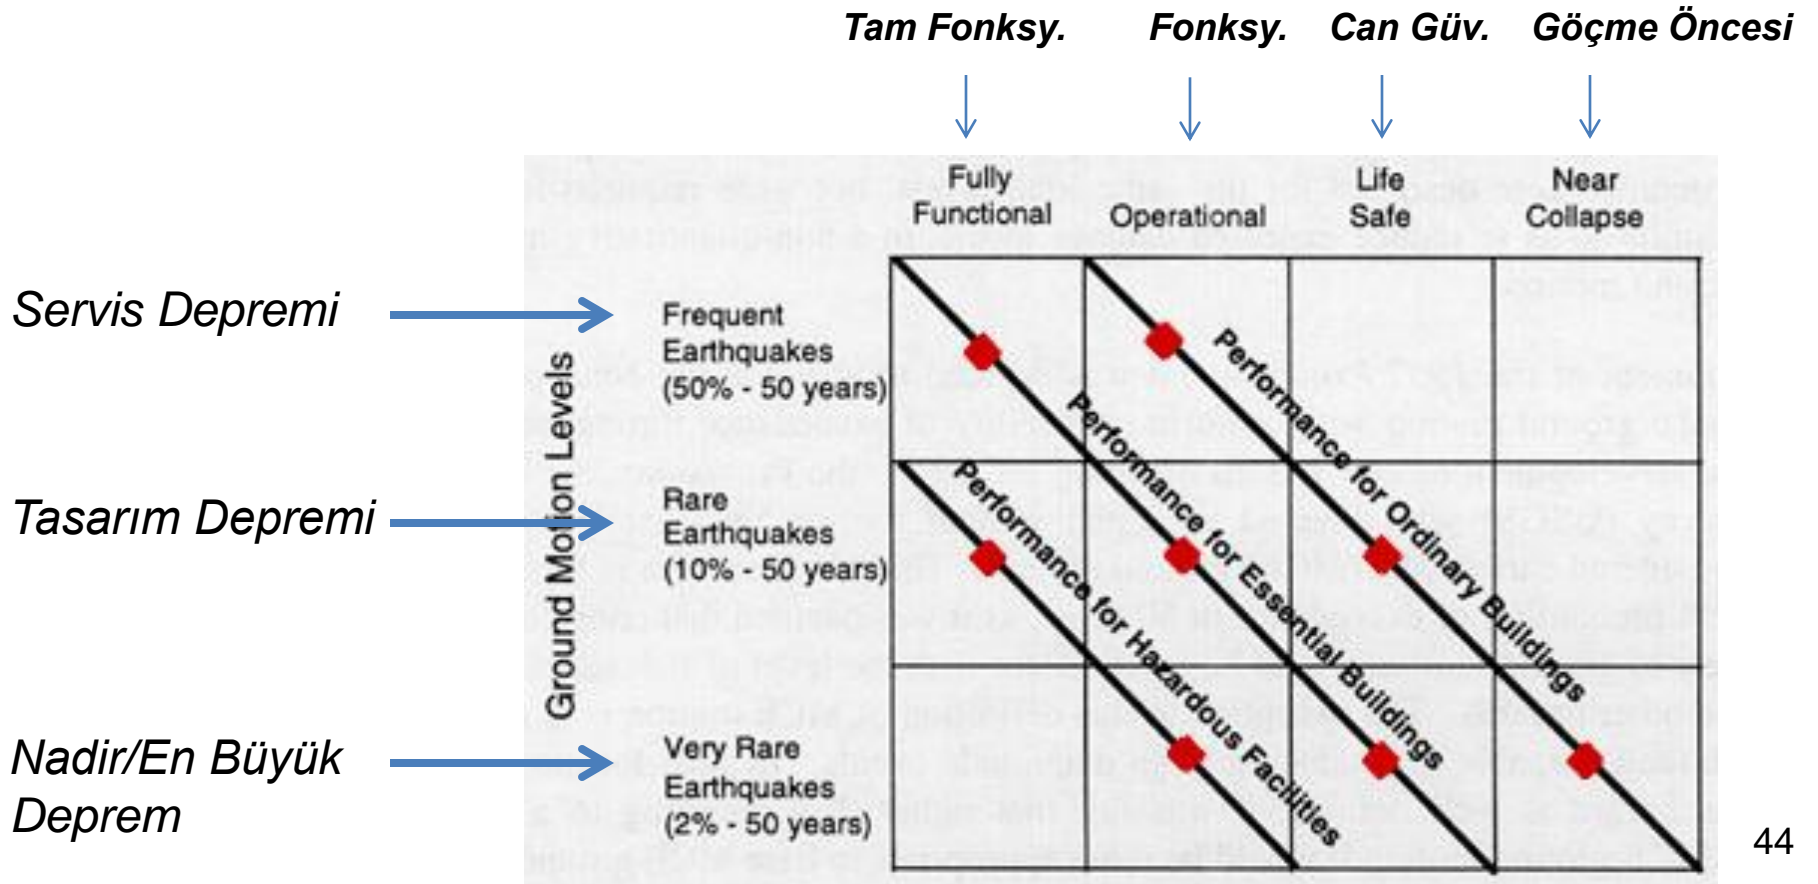 Tam Fonksy. Fonksy. Can Güv. Göçme Öncesi
Fully
Functional
Operational
Life
Safe
Near
Collapse
Servis Depremi
Tasarım Depremi
Nadir/En Büyük
Deprem
Ground Motion Levels
Frequent
Earthquakes
(50% - 50 years)
Rare
Earthquakes
(10% - 50 years)
Very Rare
Earthquakes
(2% - 50 years)
Performance for Ordinary Buildings
Performance for Essential Buildings
Performance for Hazardous Facilities
44